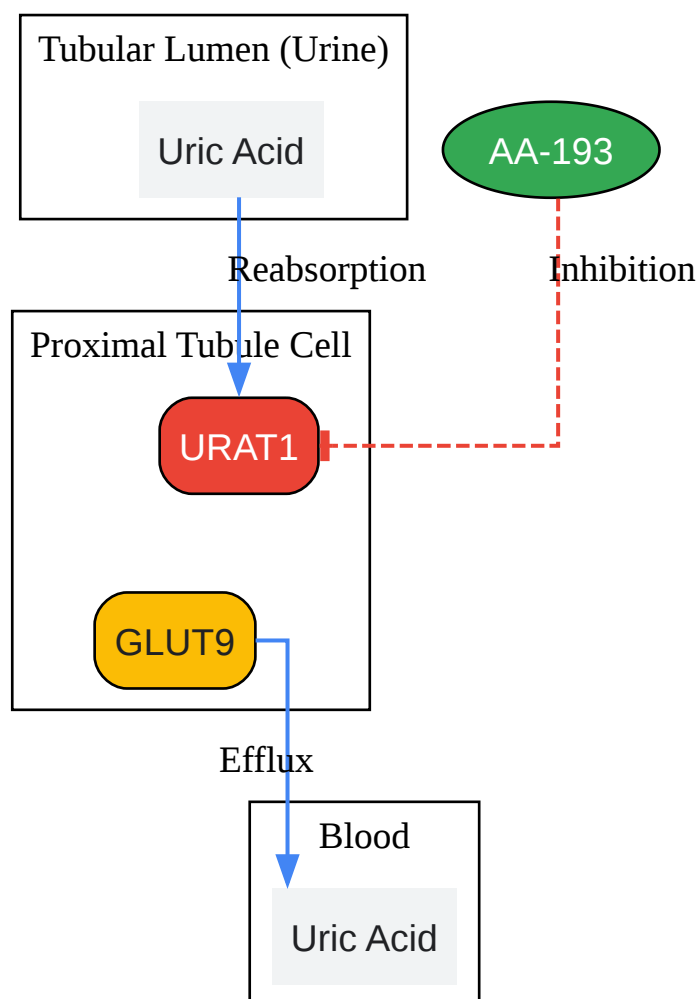 Tubular Lumen (Urine)
Uric Acid
AA-193
Reabsorption
Inhibition
Proximal Tubule Cell
URAT1
GLUT9
Efflux
Blood
Uric Acid